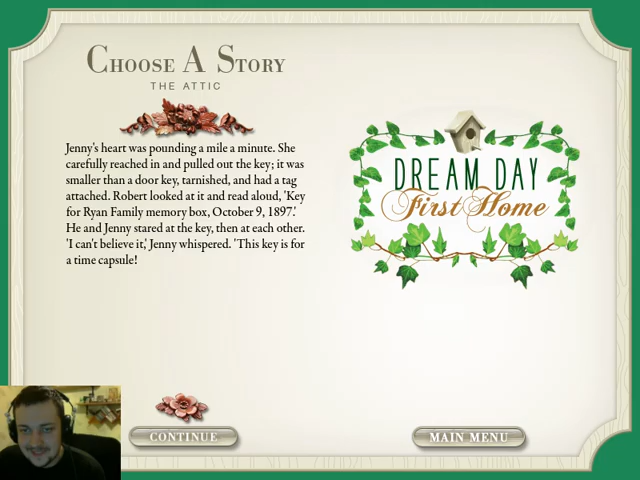 CHOOSE A STORY
THE ATTIC
Jenny's heart was pounding a mile a minute. She
carefully reached in and pulled out the key; it was
smaller than a door key, tarnished, and had a tag
attached. Robert looked at it and read aloud, 'Key
for Ryan Family memory box, October 9, 1897.'
He and Jenny stared at the key, then at each other.
'I can't believe it,' Jenny whispered. 'This key is for
a time capsule!
DREAM DAY
First Home
CONTINUE
MAIN MENU